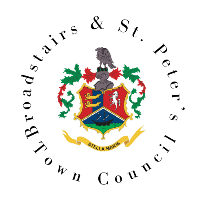 Broadstairs & St. Peter's
Town Council
STELLA MARIS